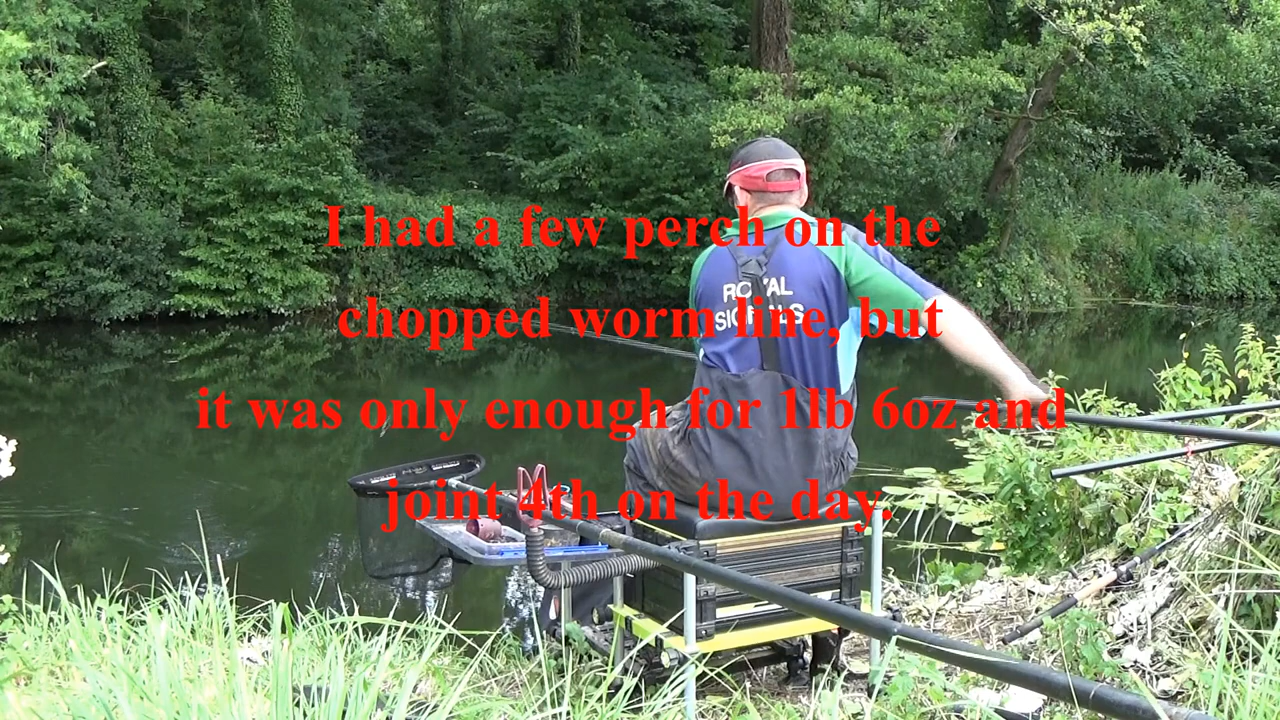 I had a few perch on the
chopped worm line, but
it was only enough for 1lb 6oz and
joint 4th on the day.
ROYAL
SIGNALS